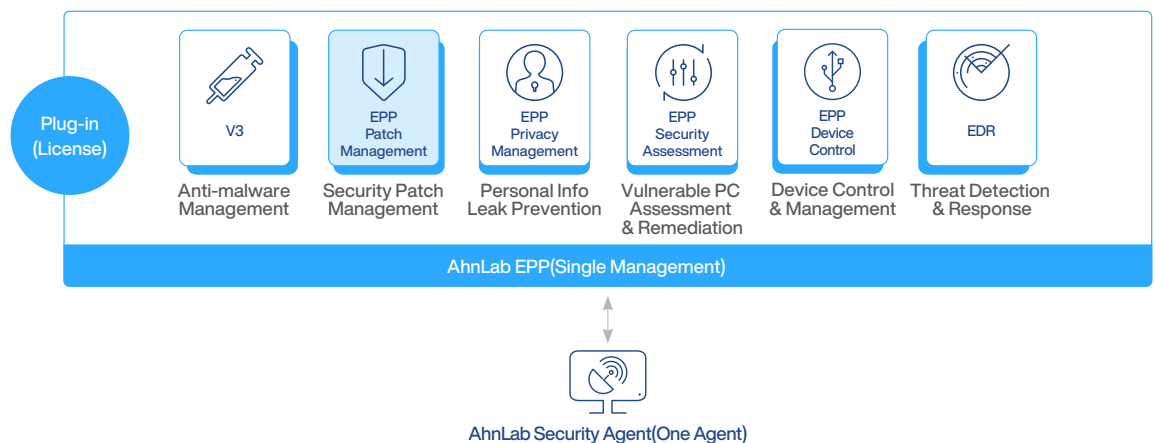 Plug-in
(License)
V3
Anti-malware
Management
EPP
Patch
Management
Security Patch
Management
EPP
Privacy
Management
Personal Info
Leak Prevention
EPP
Security
Assessment
Vulnerable PC
Assessment
& Remediation
EPP
Device
Control
Device Control
& Management
EDR
Threat Detection
& Response
AhnLab EPP(Single Management)
AhnLab Security Agent(One Agent)